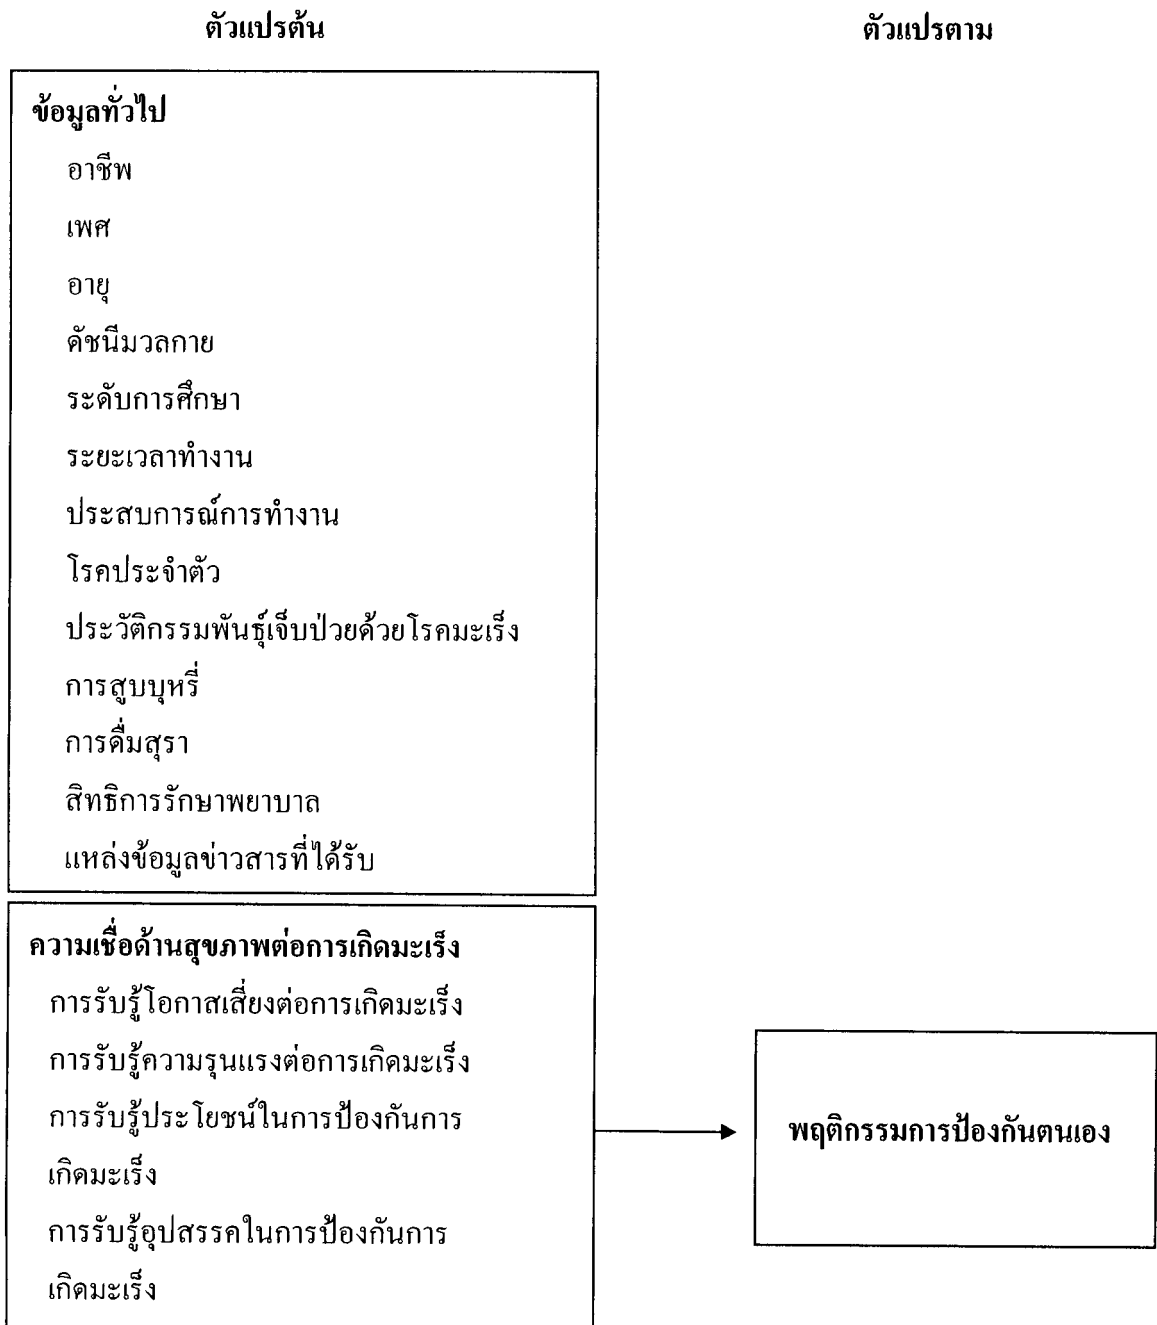 ตัวแปรต้น
ตัวแปรตาม
ข้อมูลทั่วไป
อาชีพ
เพศ
อายุ
ดัชนีมวลกาย
ระดับการศึกษา
ระยะเวลาทำงาน
ประสบการณ์การทำงาน
โรคประจำตัว
ประวัติกรรมพันธุ์เจ็บป่วยด้วยโรคมะเร็ง
การสูบบุหรี่
การดื่มสุรา
สิทธิการรักษาพยาบาล
แหล่งข้อมูลข่าวสารที่ได้รับ
ความเชื่อด้านสุขภาพต่อการเกิดมะเร็ง
การรับรู้โอกาสเสี่ยงต่อการเกิดมะเร็ง
การรับรู้ความรุนแรงต่อการเกิดมะเร็ง
การรับรู้ประโยชน์ในการป้องกันการ
เกิดมะเร็ง
การรับรู้อุปสรรคในการป้องกันการ
เกิดมะเร็ง
พฤติกรรมการป้องกันตนเอง